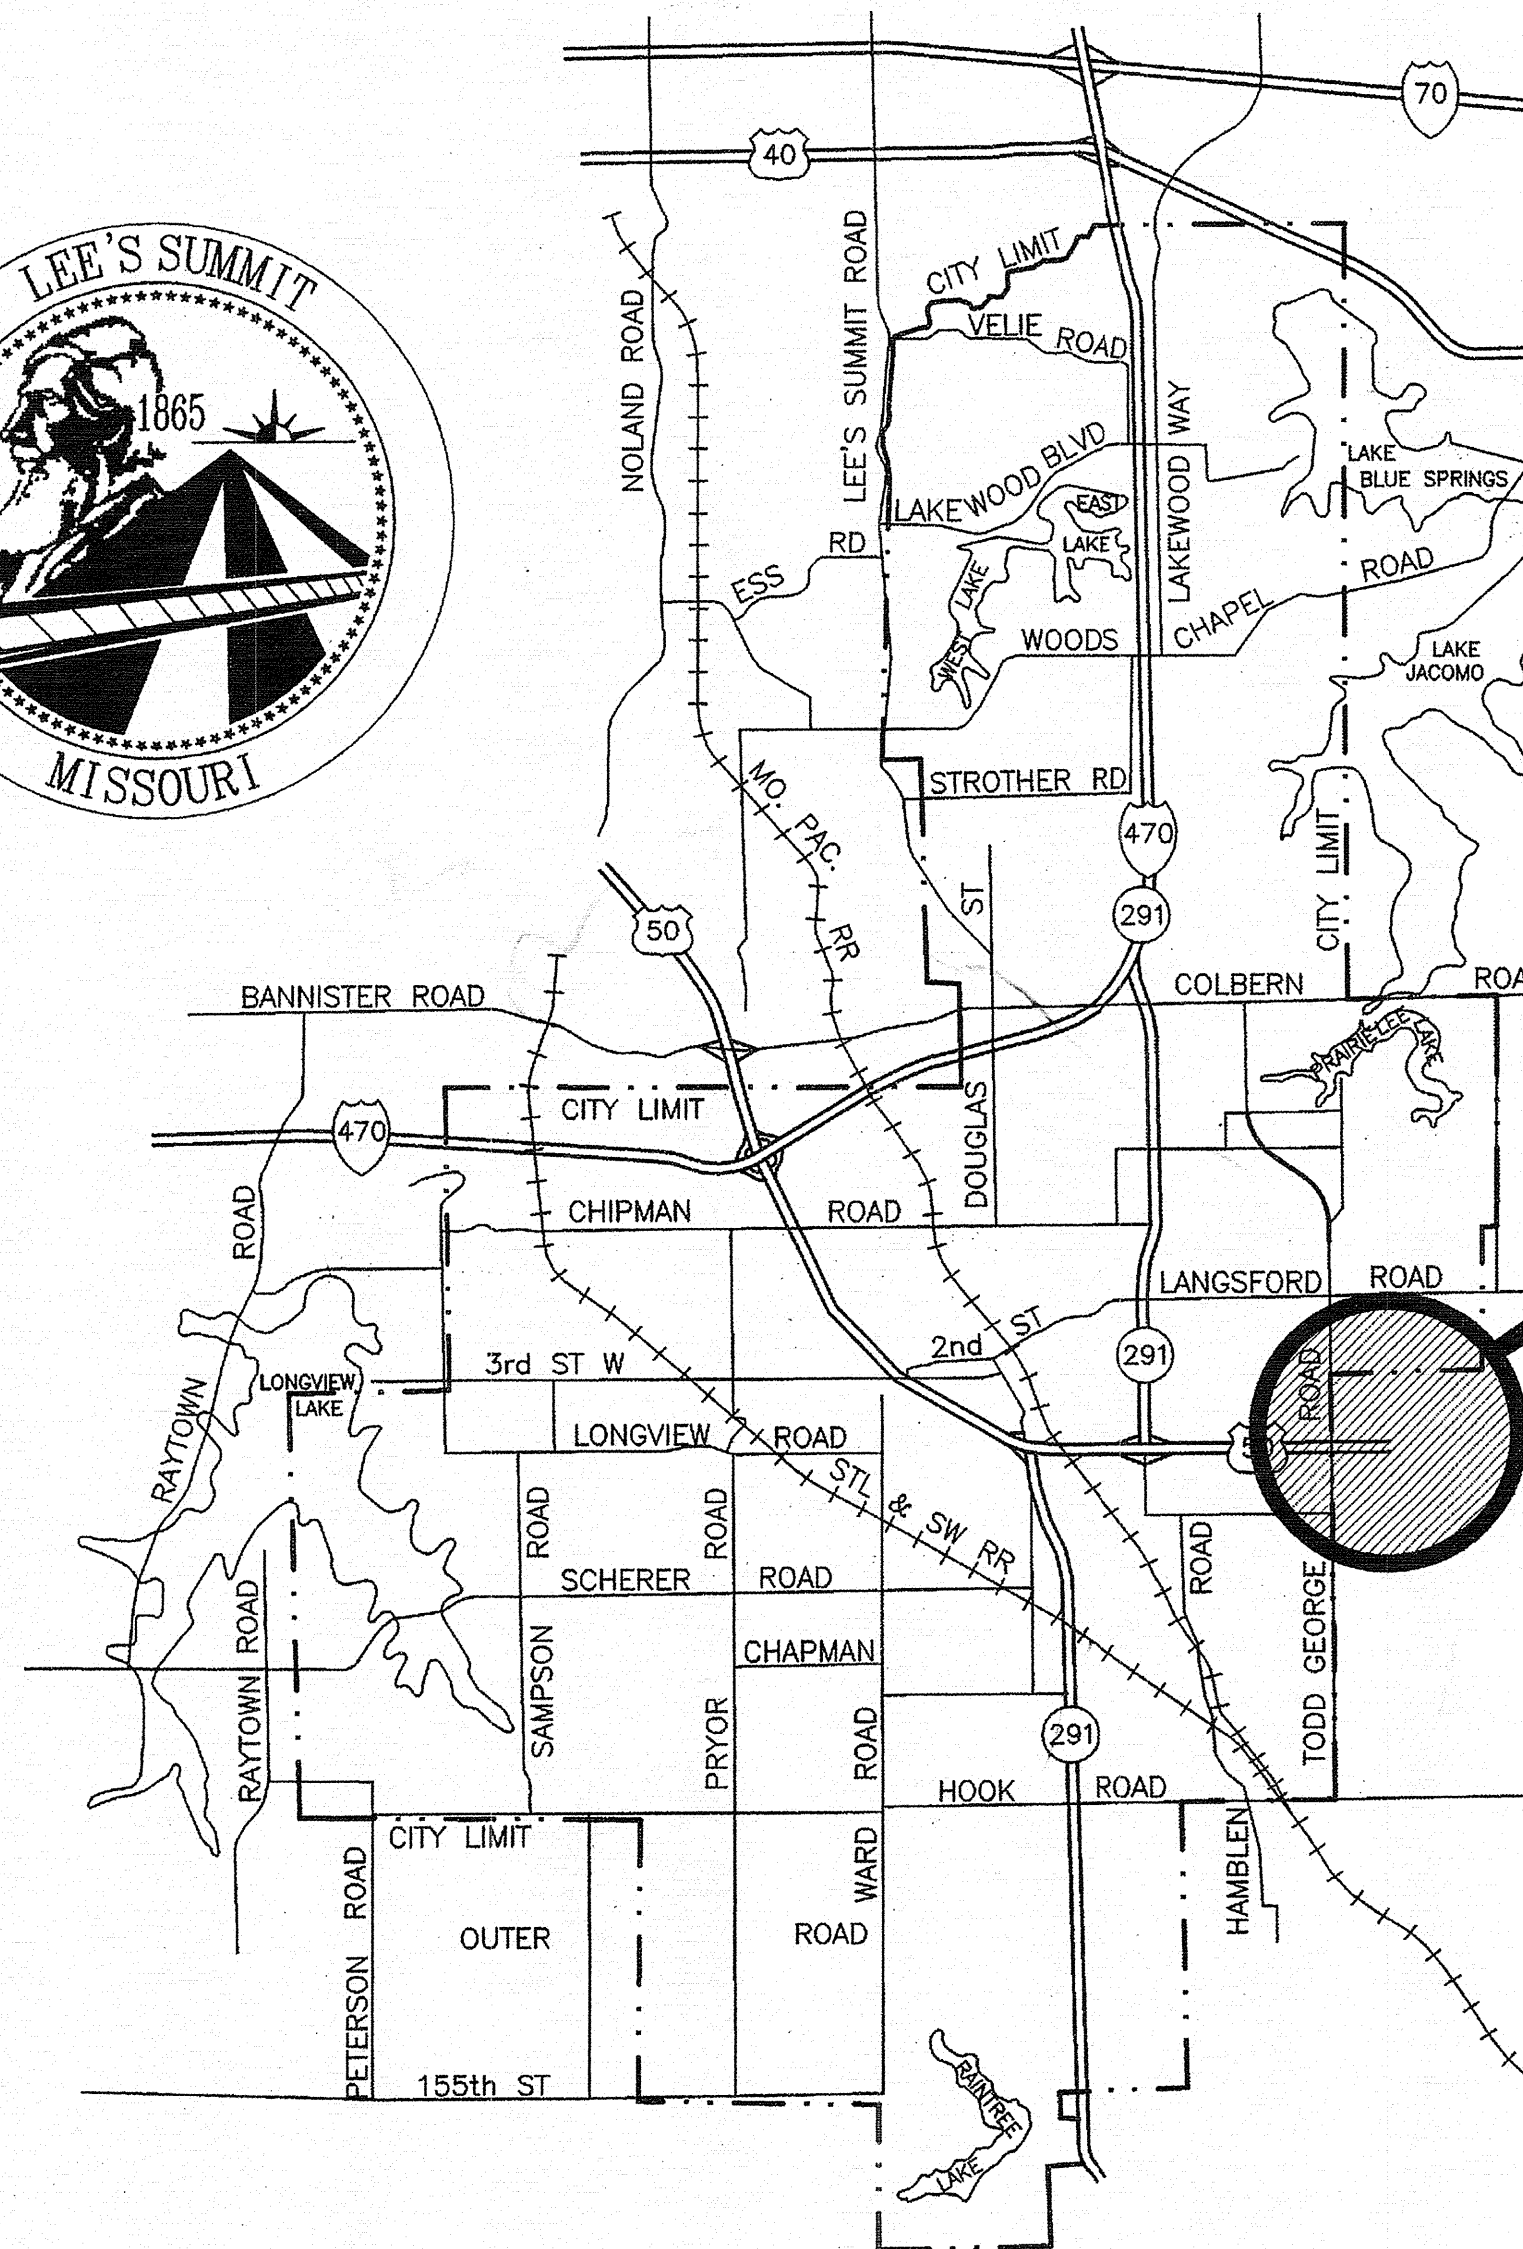 LEE'S SUMMIT
1865
MISSOURI
70
40
NOLAND ROAD
LEE'S SUMMIT ROAD
CITY LIMIT
VELIE ROAD
LAKEWOOD BLVD
LAKEWOOD WAY
LAKE
BLUE SPRINGS
EAST
LAKE
WEST LAKE
ESS RD
WOODS CHAPEL ROAD
LAKE
JACOMO
STROTHER RD
MO. PAC. RR
470
291
50
ST
CITY LIMIT
BANNISTER ROAD
COLBERN
PRAIRIE LEE LAKE
CITY LIMIT
470
DOUGLAS
ROAD
CHIPMAN ROAD
LANGSFORD ROAD
2nd ST
291
3rd ST W
LONGVIEW
LAKE
RAYTOWN
LONGVIEW ROAD
ROAD
STL & SW RR
ROAD
ROAD
ROAD
SCHERER ROAD
RAYTOWN ROAD
SAMPSON
CHAPMAN
PRYOR
ROAD
TODD GEORGE
291
HOOK ROAD
CITY LIMIT
WARD
HAMBLEN
PETERSON ROAD
OUTER
ROAD
155th ST
RAINTREE
LAKE